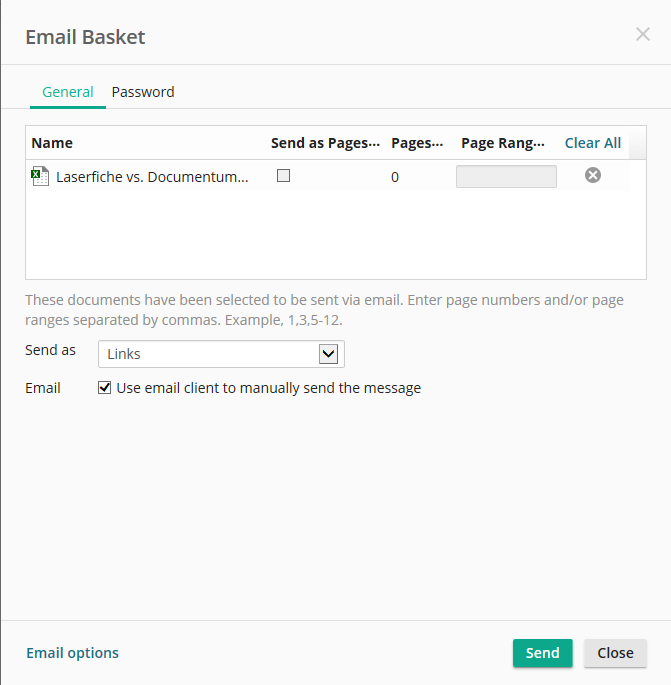 Email Basket
General Password
Name Send as Pages... Pages... Page Rang... Clear All
Laserfiche vs. Documentum... 0
These documents have been selected to be sent via email. Enter page numbers and/or page
ranges separated by commas. Example, 1,3,5-12.
Send as Links
Email Use email client to manually send the message
Email options Send Close